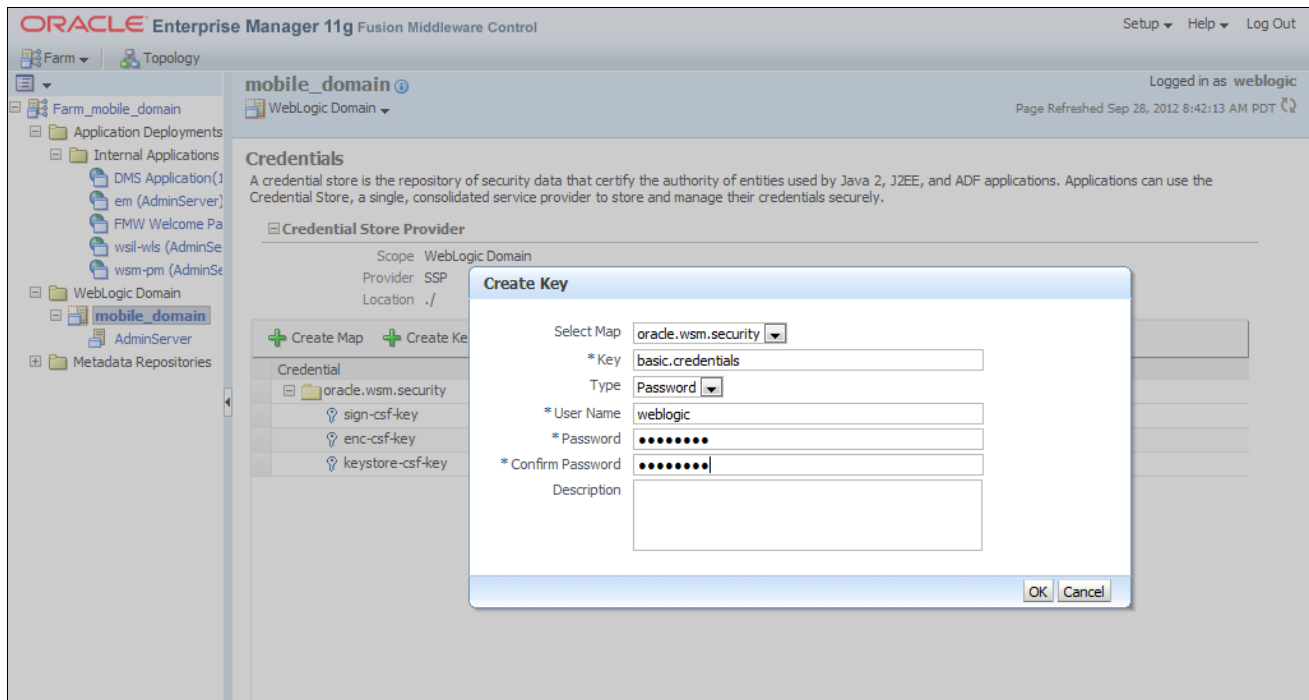 ORACLE Enterprise Manager 11g Fusion Middleware Control
Setup Help Log Out
Farm Topology
mobile_domain
Logged in as weblogic
WebLogic Domain
Page Refreshed Sep 28, 2012 8:42:13 AM PDT
Farm_mobile_domain
Application Deployments
Internal Applications
DMS Application(1
em (AdminServer)
FMW Welcome Pa
wsil-wls (AdminSe
wsm-pm (AdminSe
WebLogic Domain
mobile_domain
AdminServer
Metadata Repositories
Credentials
A credential store is the repository of security data that certify the authority of entities used by Java 2, J2EE, and ADF applications. Applications can use the
Credential Store, a single, consolidated service provider to store and manage their credentials securely.
Credential Store Provider
Scope WebLogic Domain
Provider SSP
Location ./
Create Map Create Ke
Credential
oracle.wsm.security
sign-csf-key
enc-csf-key
keystore-csf-key
Create Key
Select Map oracle.wsm.security
* Key basic.credentials
Type Password
* User Name weblogic
* Password ••••••••
* Confirm Password ••••••••
Description
OK Cancel